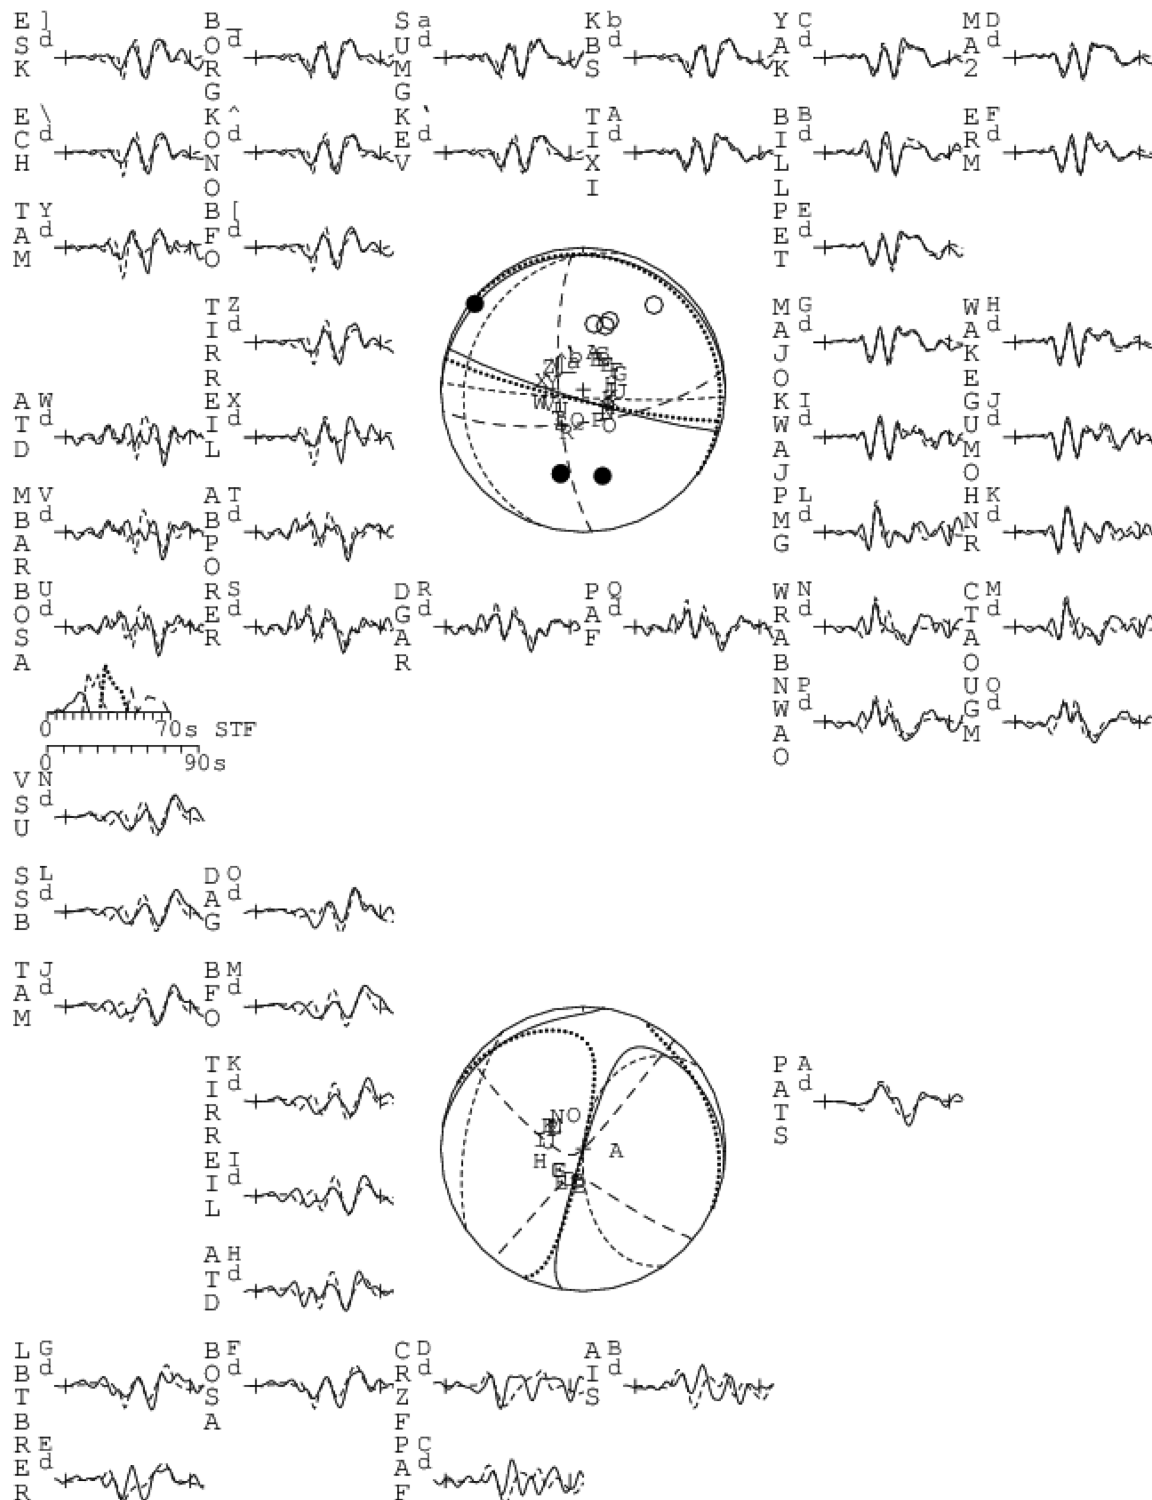 ESK ] d
BORG _ d
SUMG a d
KBS b d
YAK C d
MA2 D d
ECH \ d
KONO ^ d
KEV ` d
TIXI A d
BILL B d
ERM F d
TAM Y d
BFO [ d
PET E d
TIRR Z d
MAJO G d
WAKE H d
ATD W d
EIL X d
KWAJ I d
GUMO J d
MBAR V d
ABPO T d
PMG L d
HNR K d
BOSA U d
RER S d
DGAR R d
PAF Q d
WRAB N d
CTAO M d
NWAO P d
UGM O d
0 70s STF
0 90s
VSU N d
SSB L d
DAG O d
TAM J d
BFO M d
TIRR K d
N O
A
H
PATS A d
EIL I d
ATD H d
LBTB G d
BOSA F d
CRZF D d
AIS B d
RER E d
PAF C d